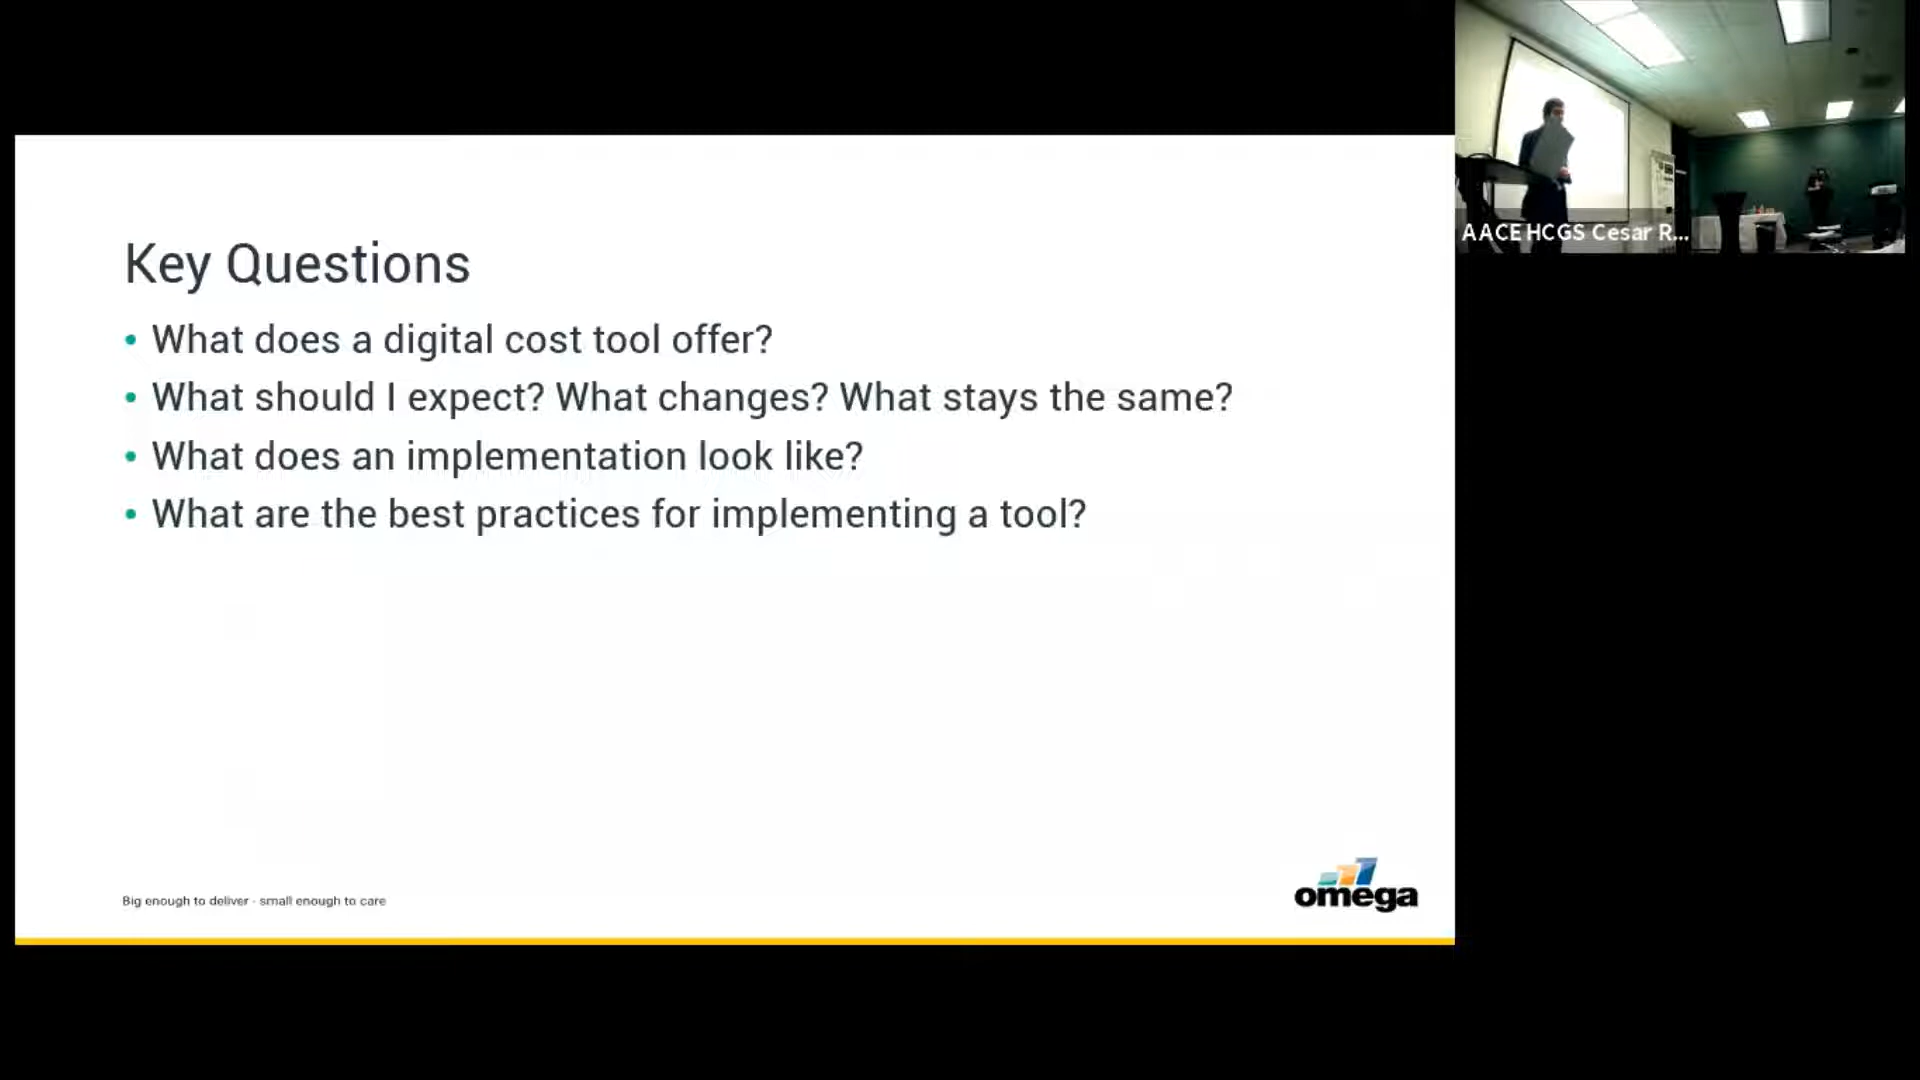 AACE HCGS Cesar R...
Key Questions
• What does a digital cost tool offer?
• What should I expect? What changes? What stays the same?
• What does an implementation look like?
• What are the best practices for implementing a tool?
Big enough to deliver - small enough to care
omega